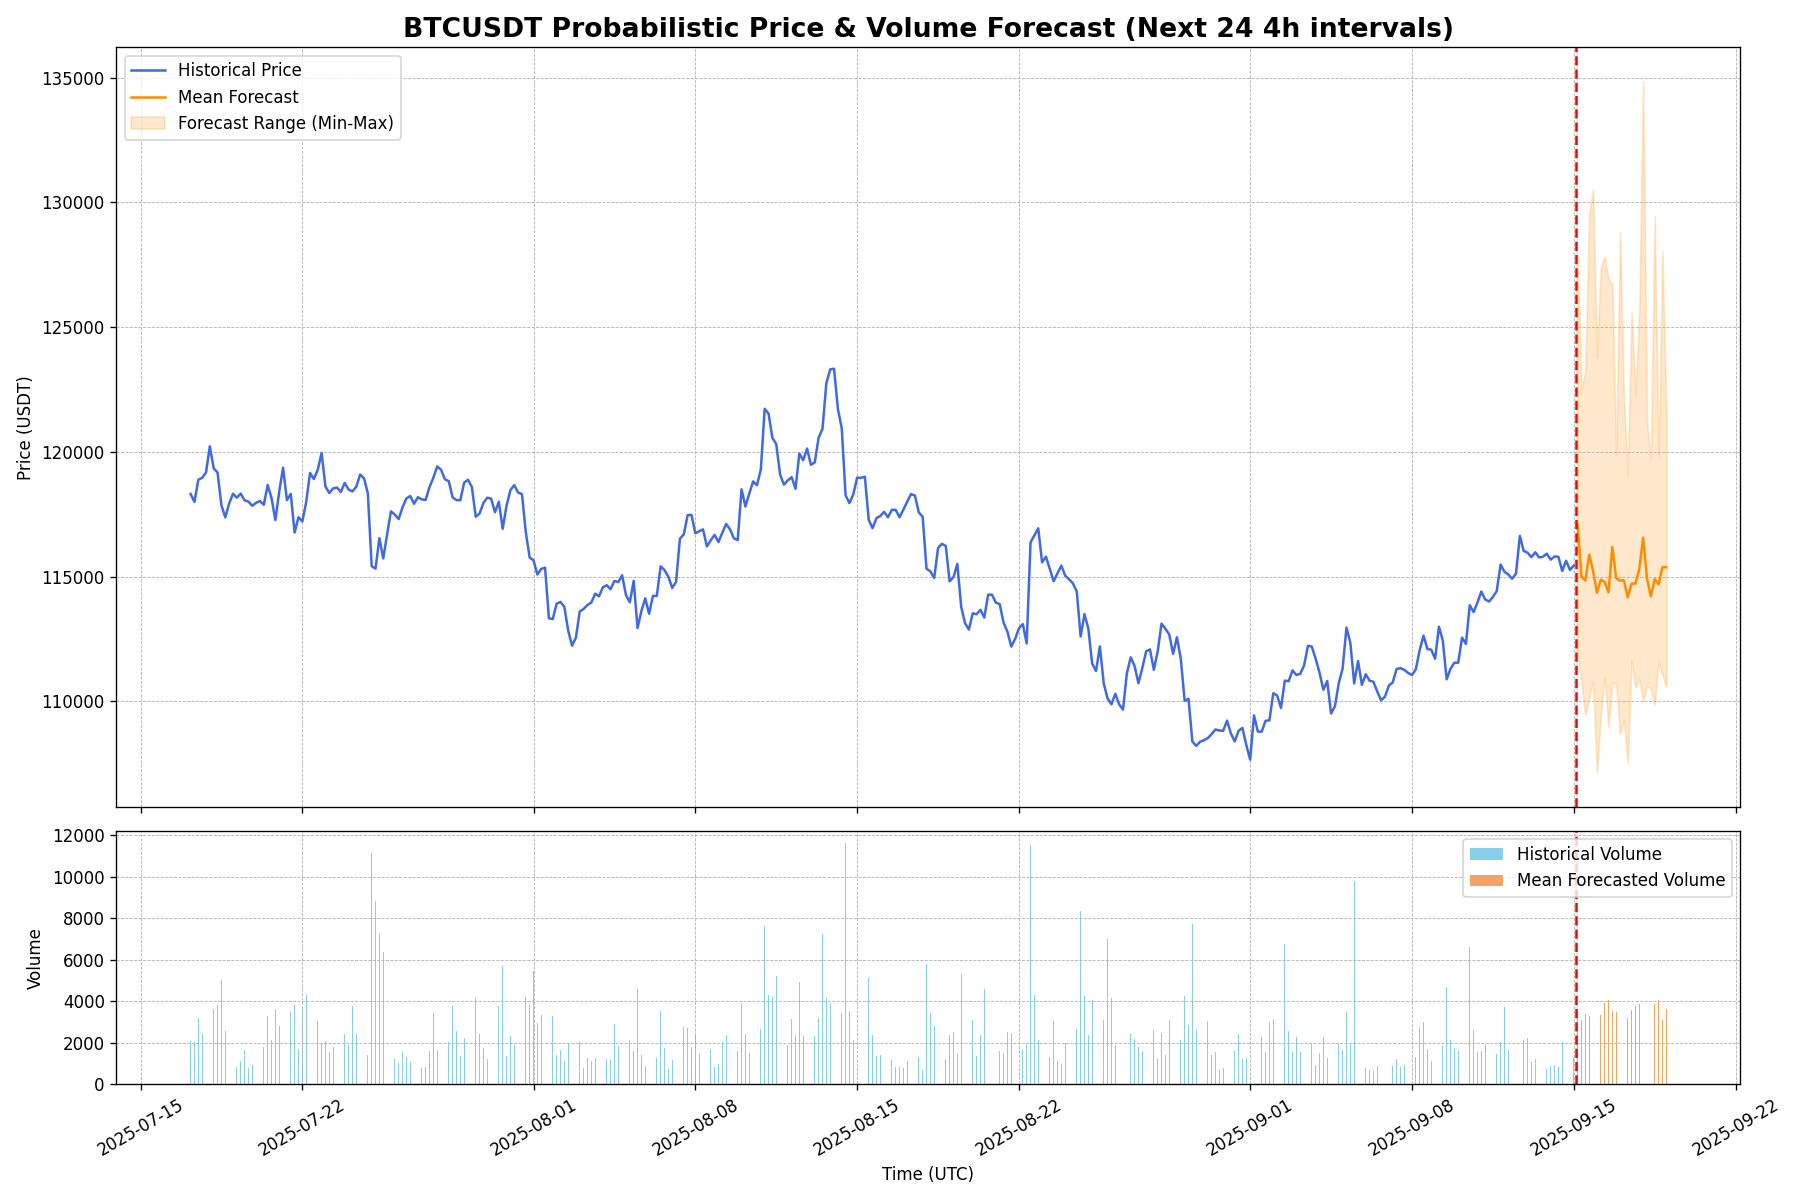 BTCUSDT Probabilistic Price & Volume Forecast (Next 24 4h intervals)
Historical Price
Mean Forecast
Forecast Range (Min-Max)
Price (USDT)
135000
130000
125000
120000
115000
110000
Historical Volume
Mean Forecasted Volume
Volume
12000
10000
8000
6000
4000
2000
0
2025-07-15
2025-07-22
2025-08-01
2025-08-08
2025-08-15
2025-08-22
2025-09-01
2025-09-08
2025-09-15
2025-09-22
Time (UTC)